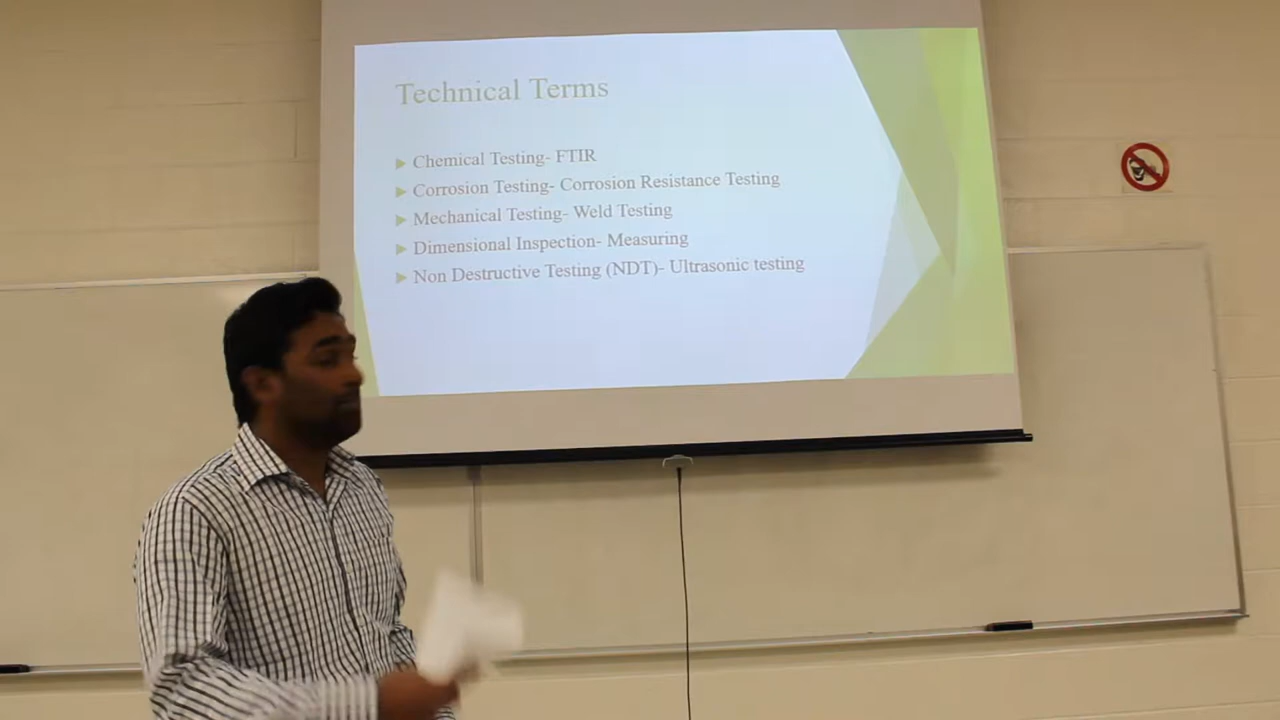 Technical Terms
Chemical Testing- FTIR
Corrosion Testing- Corrosion Resistance Testing
Mechanical Testing- Weld Testing
Dimensional Inspection- Measuring
Non Destructive Testing (NDT)- Ultrasonic testing